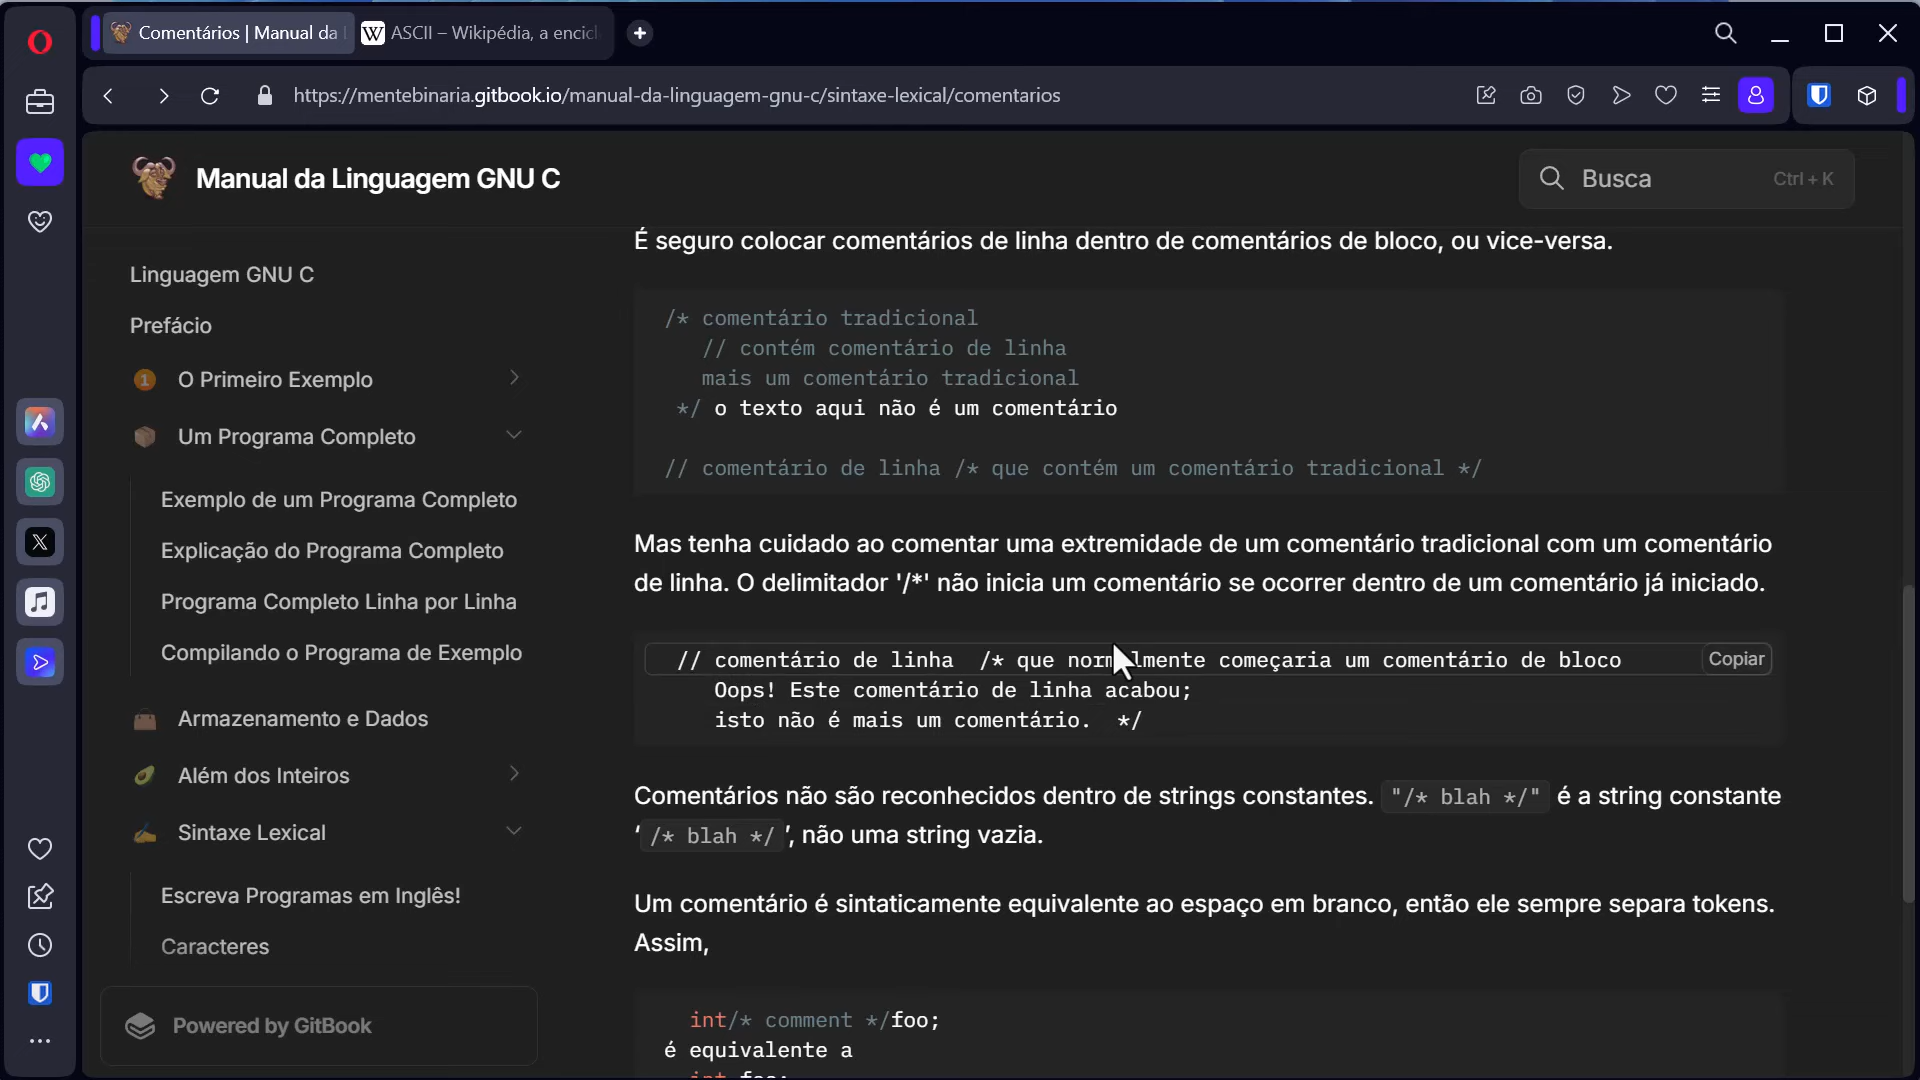 Comentários | Manual da
ASCII – Wikipédia, a encicl
https://mentebinaria.gitbook.io/manual-da-linguagem-gnu-c/sintaxe-lexical/comentarios
Manual da Linguagem GNU C
Busca
Ctrl + K
Linguagem GNU C
Prefácio
1 O Primeiro Exemplo
Um Programa Completo
Exemplo de um Programa Completo
Explicação do Programa Completo
Programa Completo Linha por Linha
Compilando o Programa de Exemplo
Armazenamento e Dados
Além dos Inteiros
Sintaxe Lexical
Escreva Programas em Inglês!
Caracteres
Powered by GitBook
É seguro colocar comentários de linha dentro de comentários de bloco, ou vice-versa.
/* comentário tradicional
// contém comentário de linha
mais um comentário tradicional
*/ o texto aqui não é um comentário
// comentário de linha /* que contém um comentário tradicional */
Mas tenha cuidado ao comentar uma extremidade de um comentário tradicional com um comentário
de linha. O delimitador '/*' não inicia um comentário se ocorrer dentro de um comentário já iniciado.
// comentário de linha  /* que normalmente começaria um comentário de bloco
Copiar
Oops! Este comentário de linha acabou;
isto não é mais um comentário.  */
Comentários não são reconhecidos dentro de strings constantes. "/* blah */" é a string constante
‘/* blah */’, não uma string vazia.
Um comentário é sintaticamente equivalente ao espaço em branco, então ele sempre separa tokens.
Assim,
int/* comment */foo;
é equivalente a
int foo;